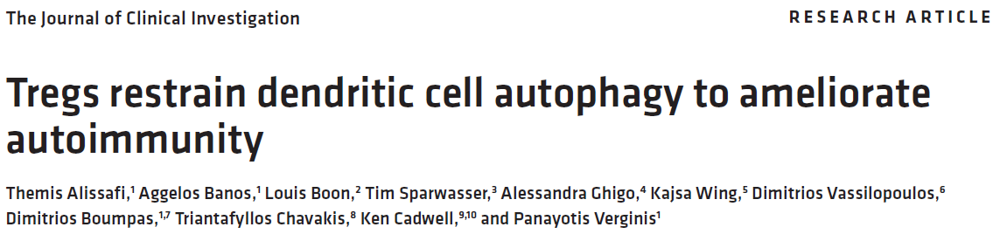 The Journal of Clinical Investigation
RESEARCH ARTICLE
Tregs restrain dendritic cell autophagy to ameliorate
autoimmunity
Themis Alissafi,¹ Aggelos Banos,¹ Louis Boon,² Tim Sparwasser,³ Alessandra Ghigo,⁴ Kajsa Wing,⁵ Dimitrios Vassilopoulos,⁶
Dimitrios Boumpas,¹,⁷ Triantafyllos Chavakis,⁸ Ken Cadwell,⁹,¹⁰ and Panayotis Verginis¹